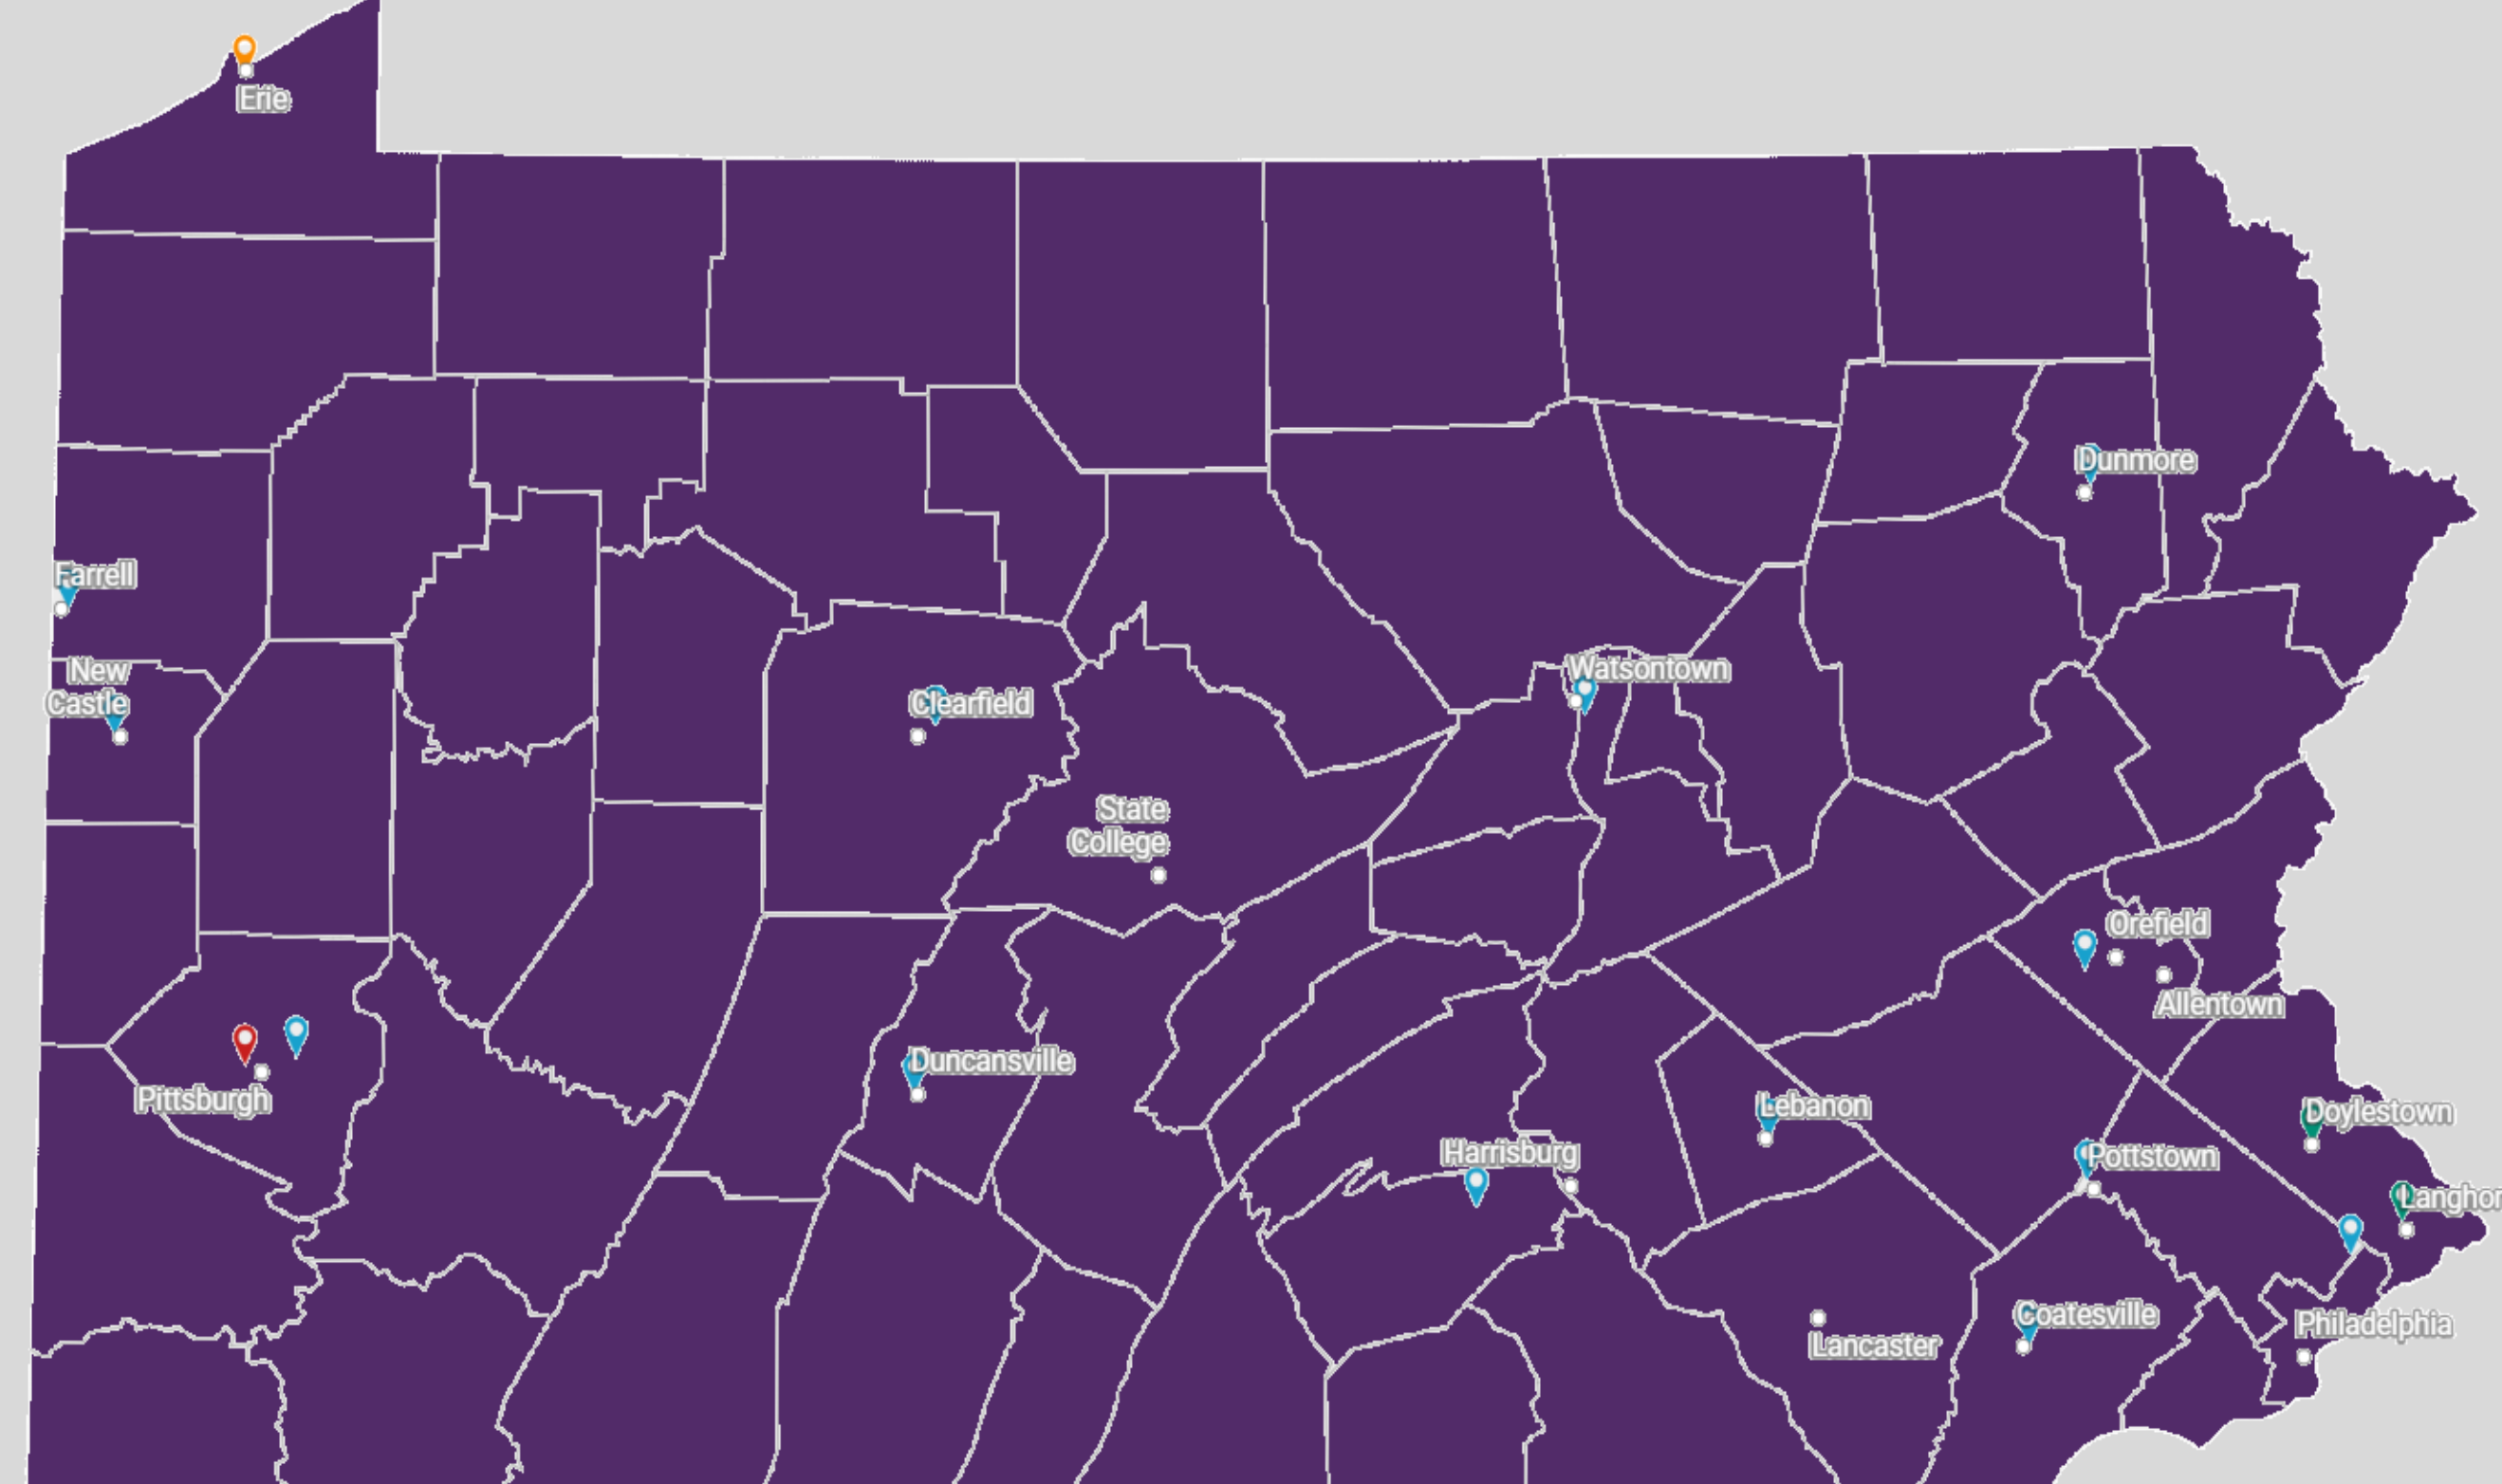 Erie
Dunmore
Farrell
New
Castle
Watsontown
Clearfield
State
College
Orefield
Allentown
Duncansville
Pittsburgh
Lebanon
Doylestown
Harrisburg
Pottstown
Langhor
Coatesville
Philadelphia
Lancaster